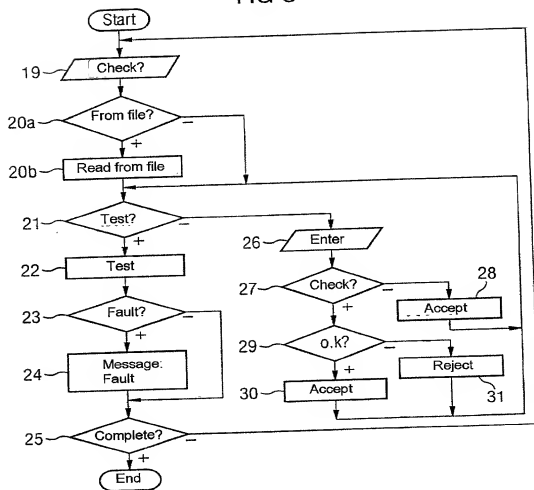 Start
19
Check?
20a
From file?
−
+
20b
Read from file
21
Test?
−
+
26
Enter
22
Test
27
Check?
−
+
28
Accept
23
Fault?
−
+
29
o.k?
−
+
24
Message:
Fault
30
Accept
Reject
31
25
Complete?
−
+
End